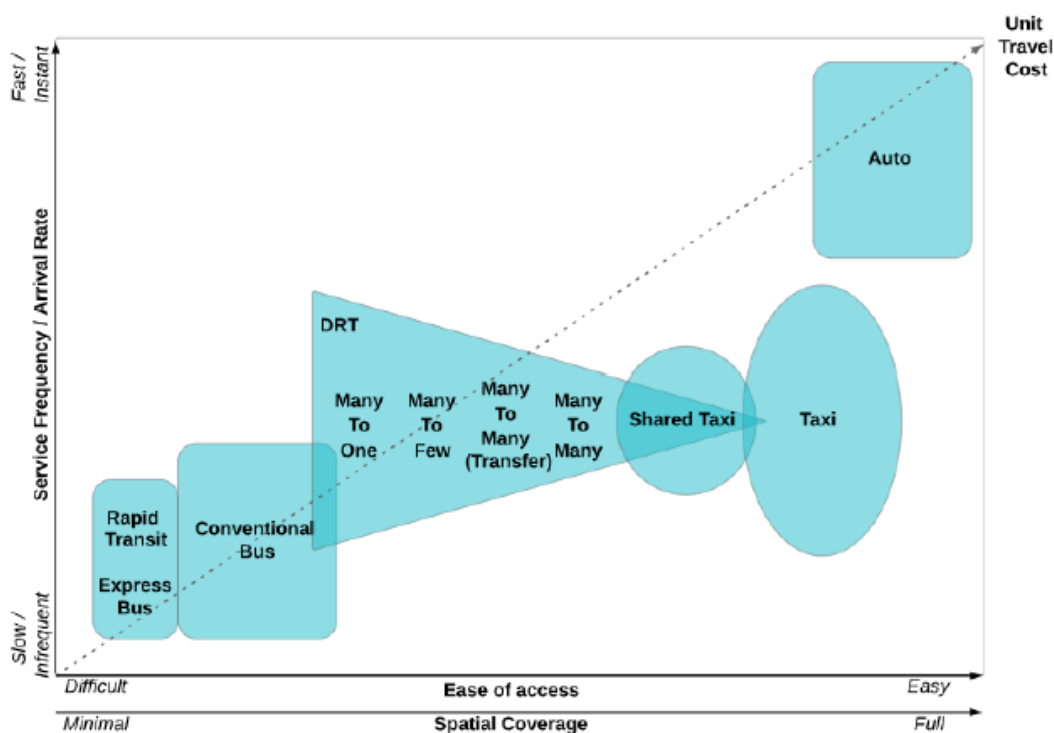 Unit
Travel
Cost
Fast /
Instant
Service Frequency / Arrival Rate
Slow /
Infrequent
Auto
DRT
Many
To
One
Many
To
Few
Many
To
Many
(Transfer)
Many
To
Many
Shared Taxi
Taxi
Rapid
Transit
Express
Bus
Conventional
Bus
Difficult
Ease of access
Easy
Minimal
Spatial Coverage
Full